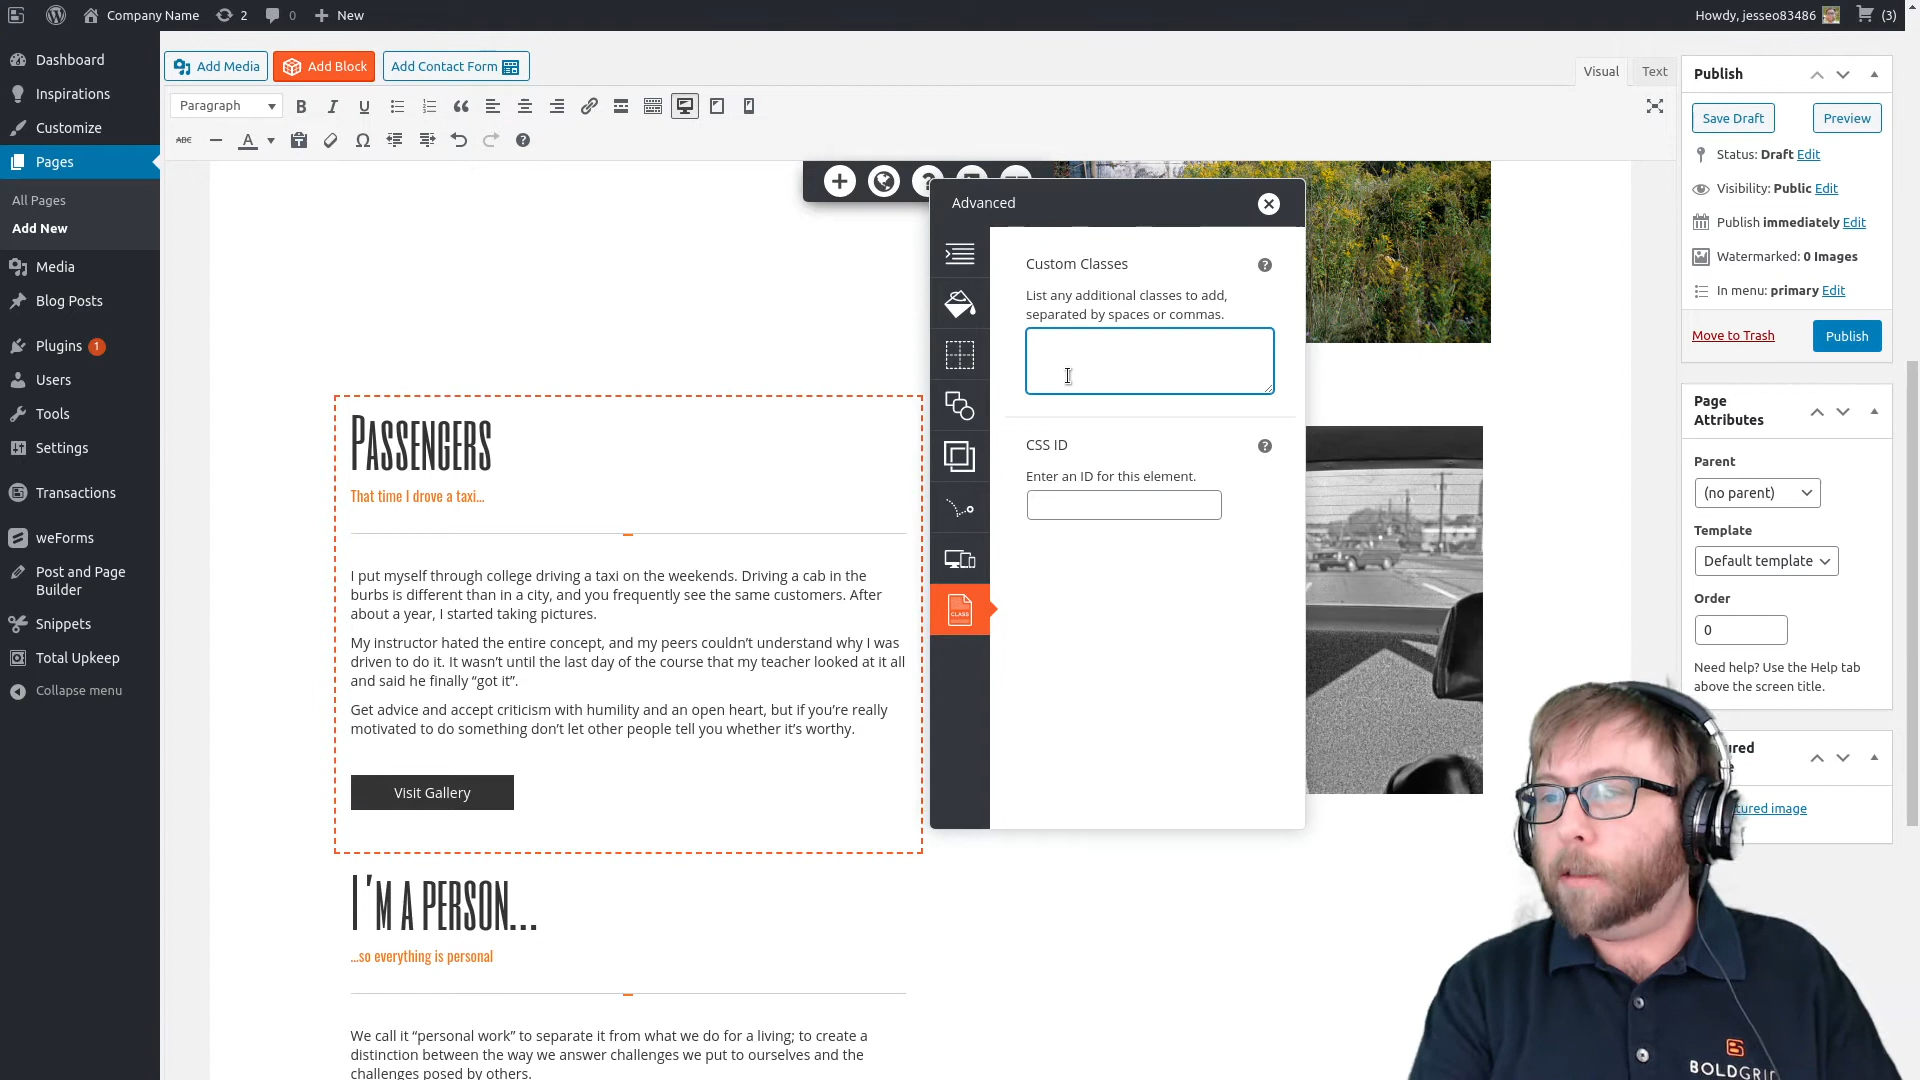 Company Name
2
0
New
Howdy, jesseo83486
(3)
Dashboard
Inspirations
Customize
Pages
All Pages
Add New
Media
Blog Posts
Plugins 1
Users
Tools
Settings
Transactions
weForms
Post and Page
Builder
Snippets
Total Upkeep
Collapse menu
Add Media
Add Block
Add Contact Form
Visual
Text
Paragraph
B I U
ABC
A
Ω
Advanced
Custom Classes
List any additional classes to add,
separated by spaces or commas.
CSS ID
Enter an ID for this element.
CLASS
Passengers
That time I drove a taxi...
I put myself through college driving a taxi on the weekends. Driving a cab in the
burbs is different than in a city, and you frequently see the same customers. After
about a year, I started taking pictures.
My instructor hated the entire concept, and my peers couldn’t understand why I was
driven to do it. It wasn’t until the last day of the course that my teacher looked at it all
and said he finally “got it”.
Get advice and accept criticism with humility and an open heart, but if you’re really
motivated to do something don’t let other people tell you whether it’s worthy.
Visit Gallery
I’m a person...
...so everything is personal
We call it “personal work” to separate it from what we do for a living; to create a
distinction between the way we answer challenges we put to ourselves and the
challenges posed by others.
Publish
Save Draft
Preview
Status: Draft Edit
Visibility: Public Edit
Publish immediately Edit
Watermarked: 0 Images
In menu: primary Edit
Move to Trash
Publish
Page
Attributes
Parent
(no parent)
Template
Default template
Order
0
Need help? Use the Help tab
above the screen title.
BOLDGRID